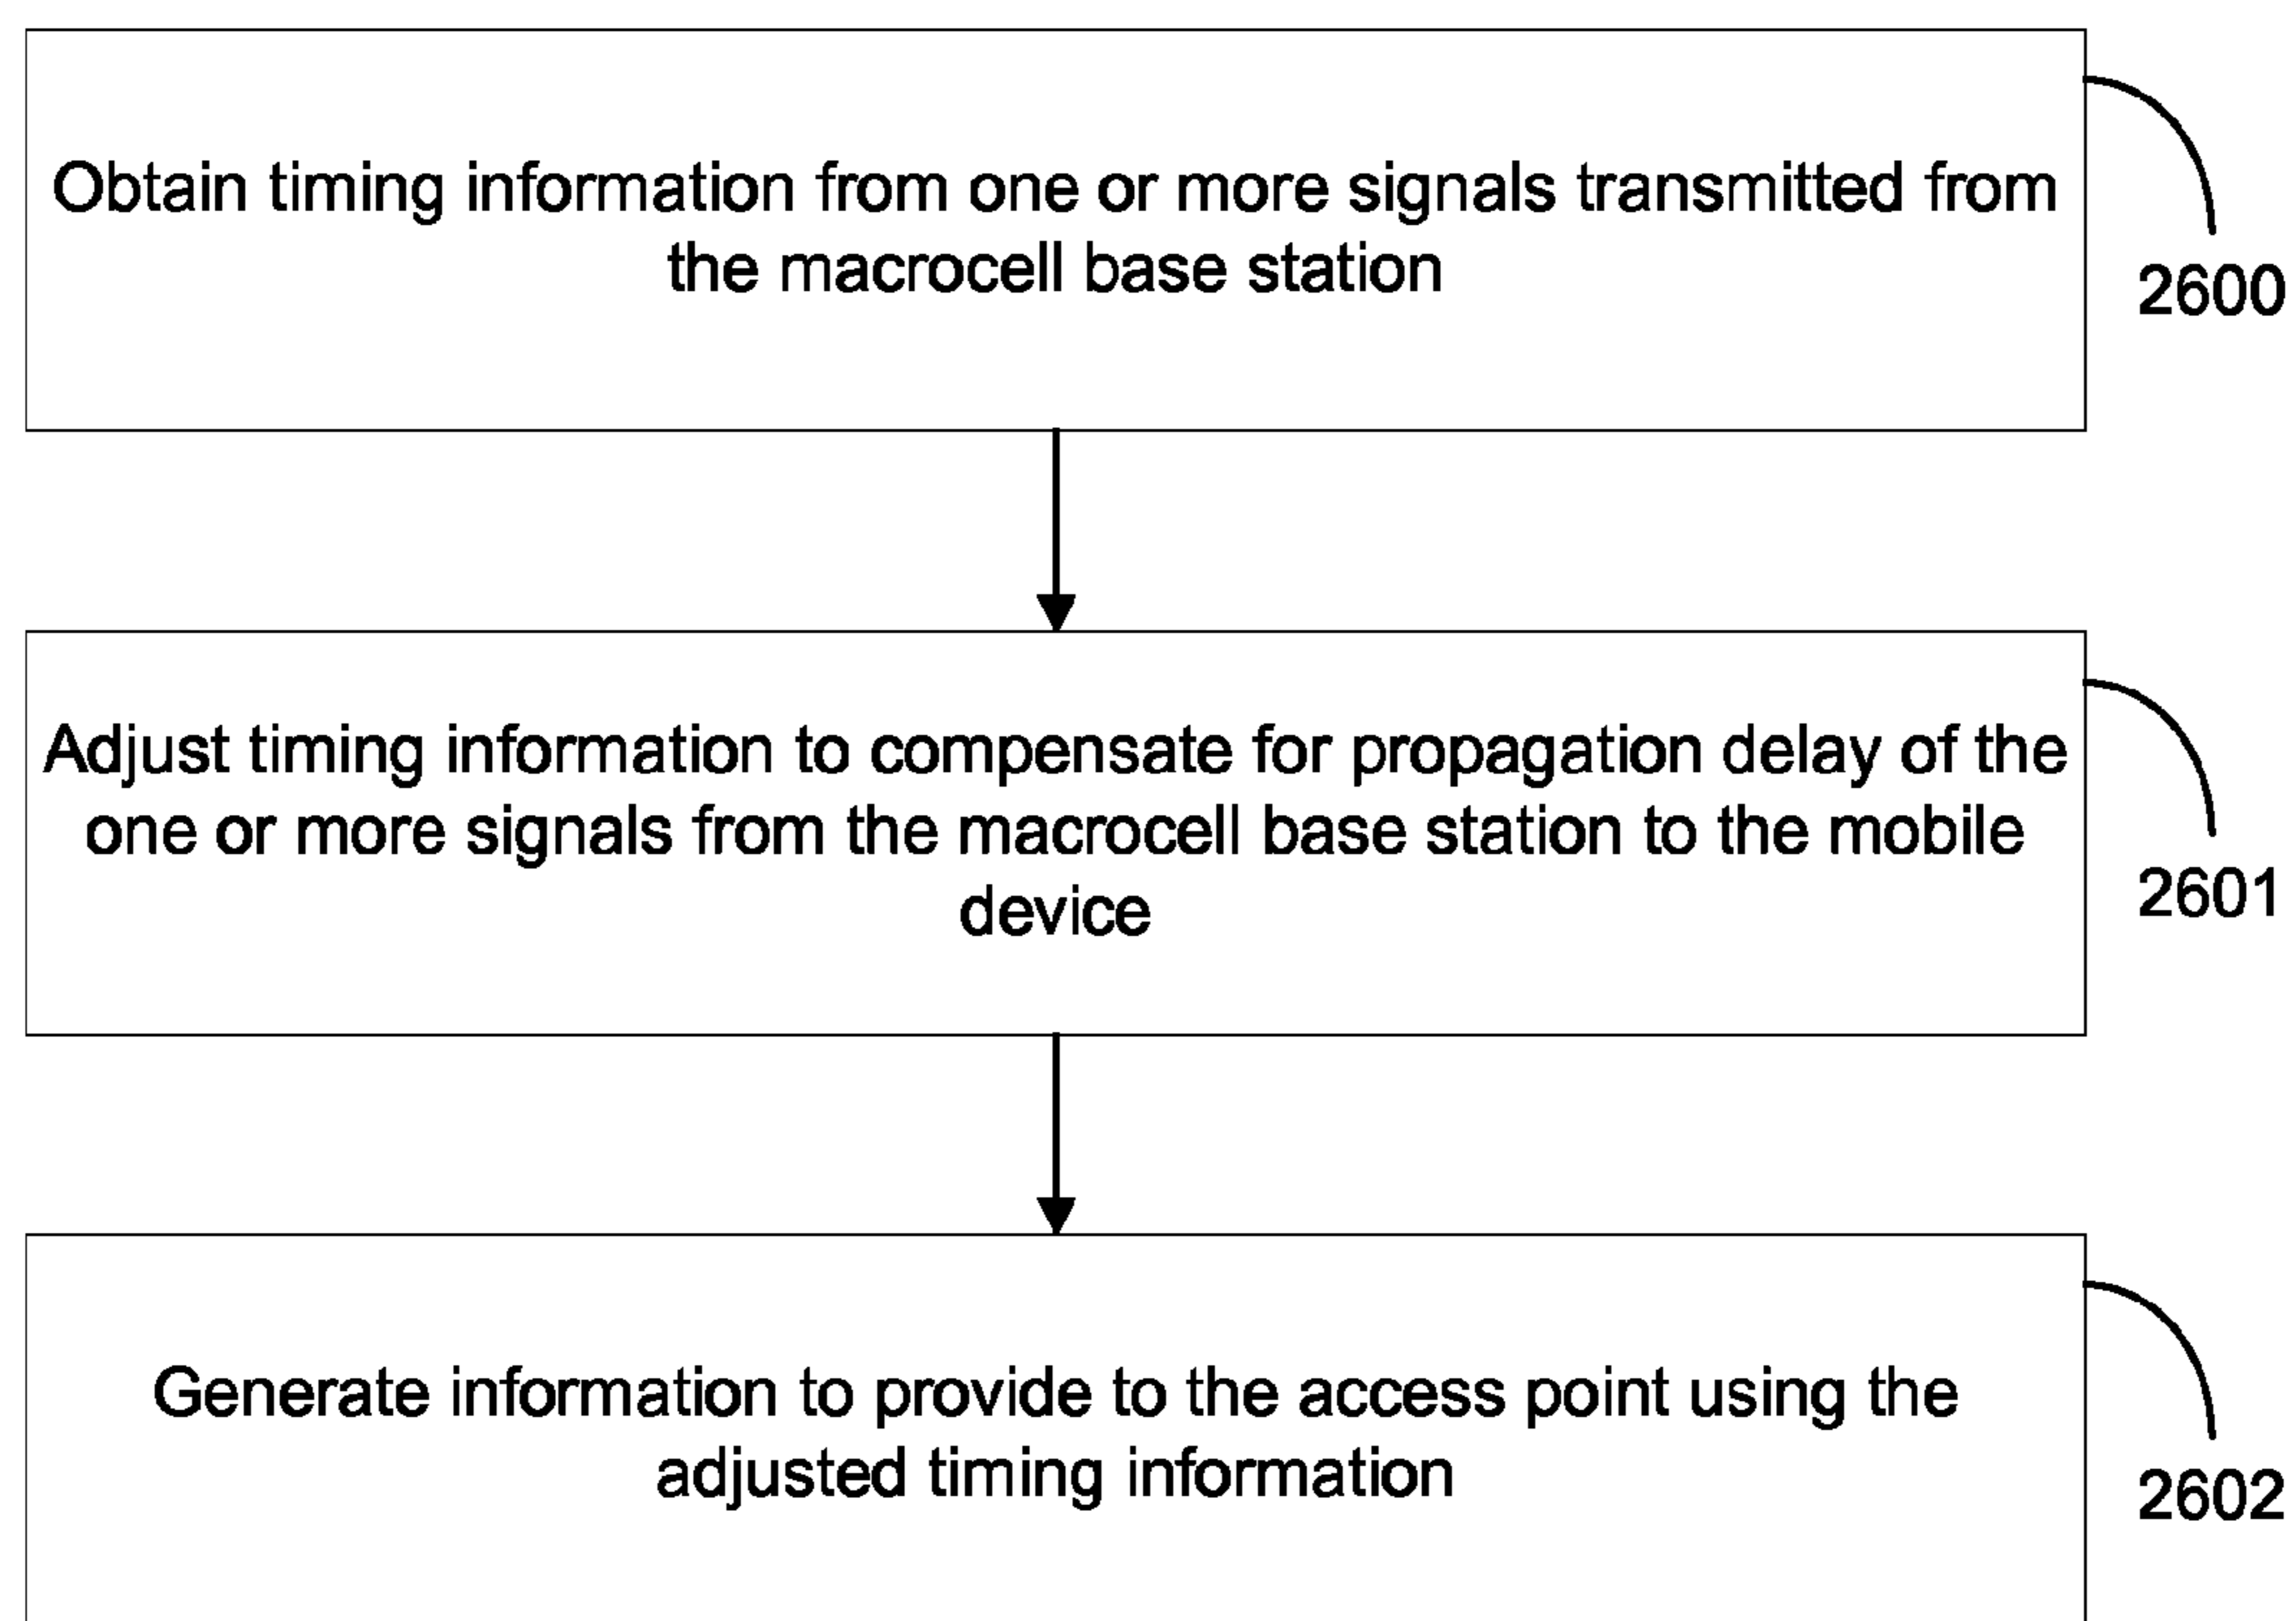 Obtain timing information from one or more signals transmitted from
the macrocell base station
2600
Adjust timing information to compensate for propagation delay of the
one or more signals from the macrocell base station to the mobile
device
2601
Generate information to provide to the access point using the
adjusted timing information
2602